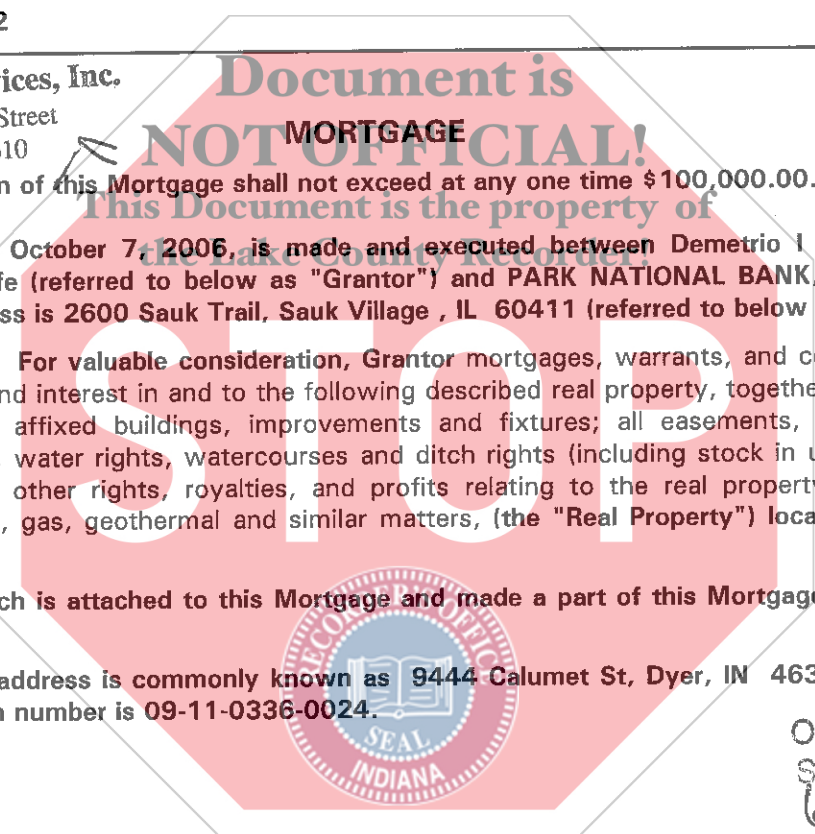 2
ices, Inc.
Street
10
Document is
NOT OFFICIAL!
This Document is the property of
the Lake County Recorder!
STOP
MORTGAGE
n of this Mortgage shall not exceed at any one time $100,000.00.
October 7, 2006, is made and executed between Demetrio I
fe (referred to below as "Grantor") and PARK NATIONAL BANK,
ss is 2600 Sauk Trail, Sauk Village , IL 60411 (referred to below
For valuable consideration, Grantor mortgages, warrants, and c
nd interest in and to the following described real property, togethe
affixed buildings, improvements and fixtures; all easements,
water rights, watercourses and ditch rights (including stock in u
other rights, royalties, and profits relating to the real property
, gas, geothermal and similar matters, (the "Real Property") loca
ch is attached to this Mortgage and made a part of this Mortgage
address is commonly known as 9444 Calumet St, Dyer, IN 463
n number is 09-11-0336-0024.
RECORDER'S OFFICE
SEAL
INDIANA